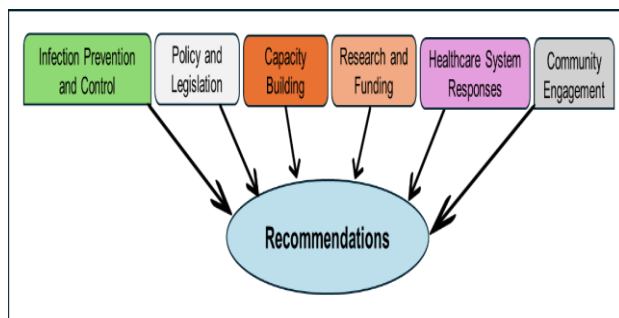 Infection Prevention
and Control
Policy and
Legislation
Capacity
Building
Research and
Funding
Healthcare System
Responses
Community
Engagement
Recommendations